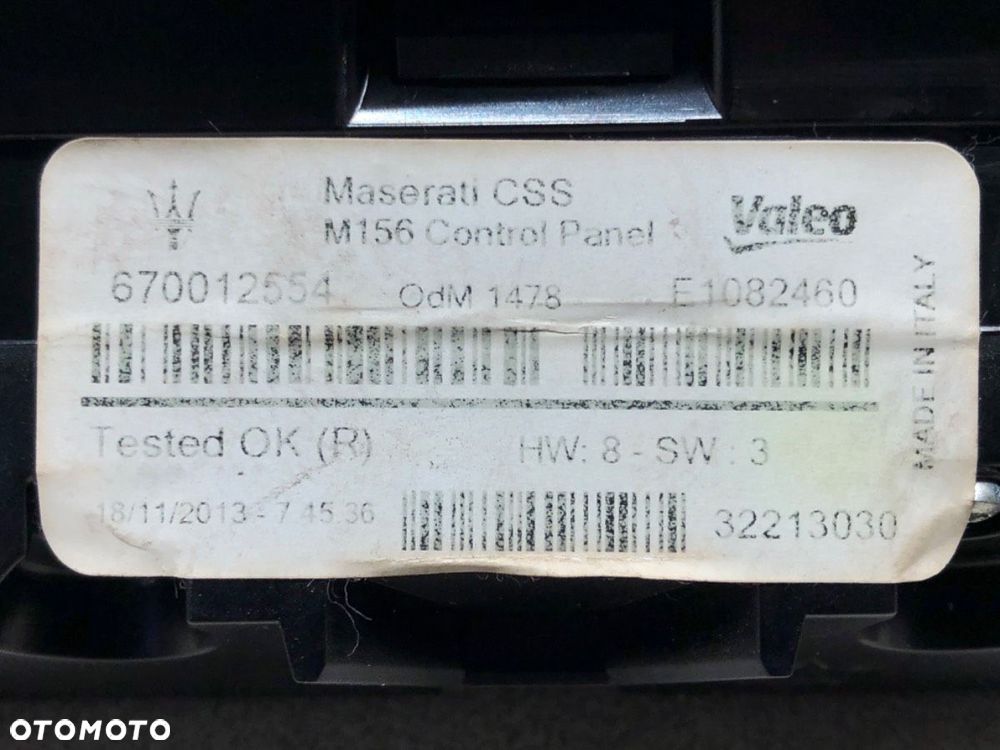 Maserati CSS
M156 Control Panel
Valeo
670012554
OdM 1478
E1082460
Tested OK (R)
HW: 8 - SW : 3
18/11/2013 - 7.45.36
32213030
MADE IN ITALY
OTOMOTO